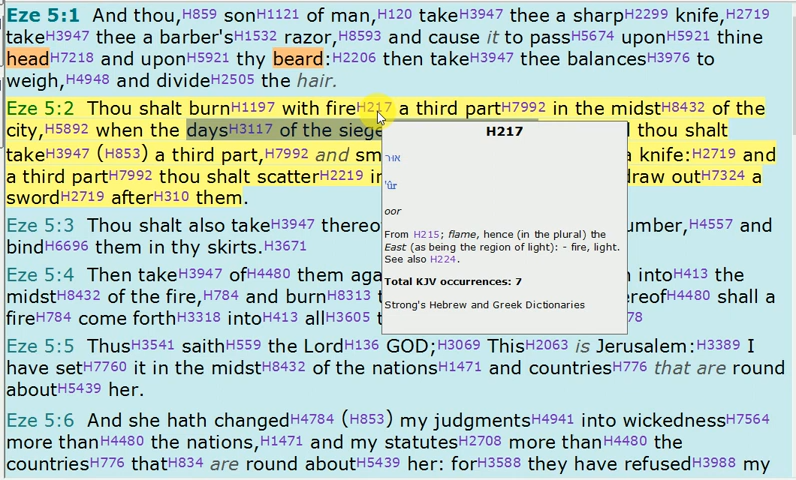 Eze 5:1 And thou,H859 sonH1121 of man,H120 takeH3947 thee a sharpH2299 knife,H2719
takeH3947 thee a barber'sH1532 razor,H8593 and cause it to passH5674 uponH5921 thine
headH7218 and uponH5921 thy beard:H2206 then takeH3947 thee balancesH3976 to
weigh,H4948 and divideH2505 the hair.
Eze 5:2 Thou shalt burnH1197 with fireH217 a third partH7992 in the midstH8432 of the
city,H5892 when the daysH3117 of the siege thou shalt
takeH3947 (H853) a third part,H7992 and a knife:H2719 and
a third partH7992 thou shalt scatterH2219 draw outH7324 a
swordH2719 afterH310 them.
Eze 5:3 Thou shalt also takeH3947 H4557 and
bindH6696 them in thy skirts.H3671
Eze 5:4 Then takeH3947 ofH4480 them intoH413 the
midstH8432 of the fire,H784 and burnH8313 shall a
fireH784 come forthH3318 intoH413 allH3605
Eze 5:5 ThusH3541 saithH559 the LordH136 GOD;H3069 ThisH2063 is Jerusalem:H3389 I
have setH7760 it in the midstH8432 of the nationsH1471 and countriesH776 that are round
aboutH5439 her.
Eze 5:6 And she hath changedH4784 (H853) my judgmentsH4941 into wickednessH7564
more thanH4480 the nations,H1471 and my statutesH2708 more thanH4480 the
countriesH776 thatH834 are round aboutH5439 her: forH3588 they have refusedH3988 my
H217
אוּר
'ûr
oor
From H215; flame, hence (in the plural) the
East (as being the region of light): - fire, light.
See also H224.
Total KJV occurrences: 7
Strong's Hebrew and Greek Dictionaries